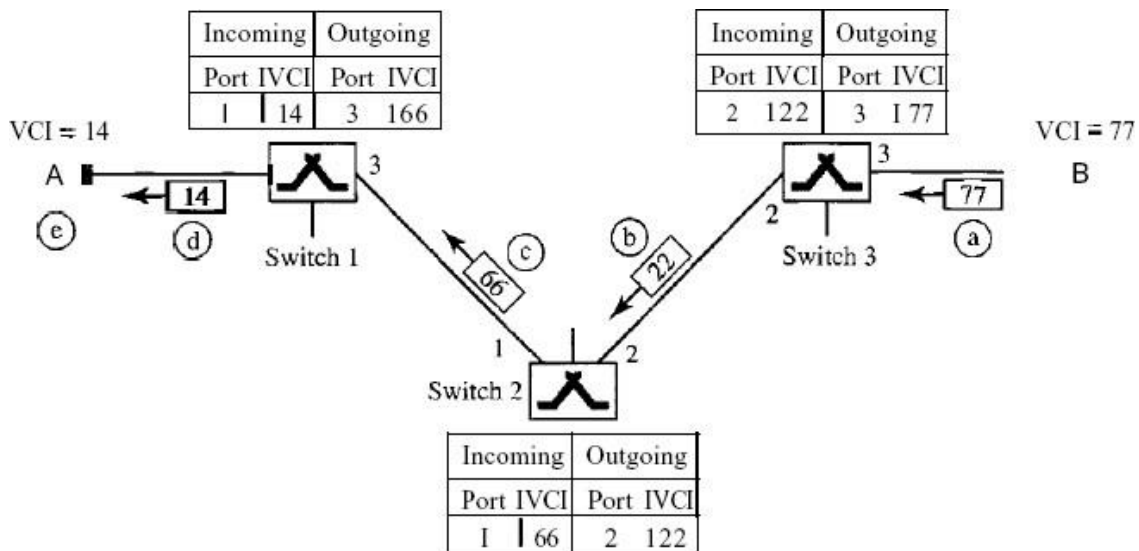 Incoming Outgoing
Port IVCI Port IVCI
I 14 3 166
Incoming Outgoing
Port IVCI Port IVCI
2 122 3 I 77
VCI = 14
VCI = 77
A
3
3
B
14
77
2
e
d
b
a
Switch 1
c
22
Switch 3
66
1
2
Switch 2
Incoming Outgoing
Port IVCI Port IVCI
I 66 2 122